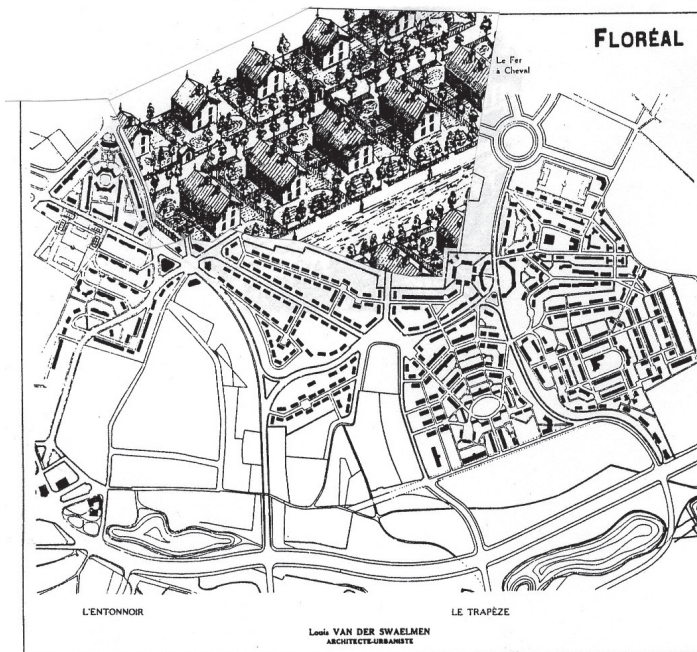 FLORÉAL
Le Fer
à Cheval
L'ENTONNOIR
LE TRAPÈZE
Louis VAN DER SWAELMEN
ARCHITECTE-URBANISTE